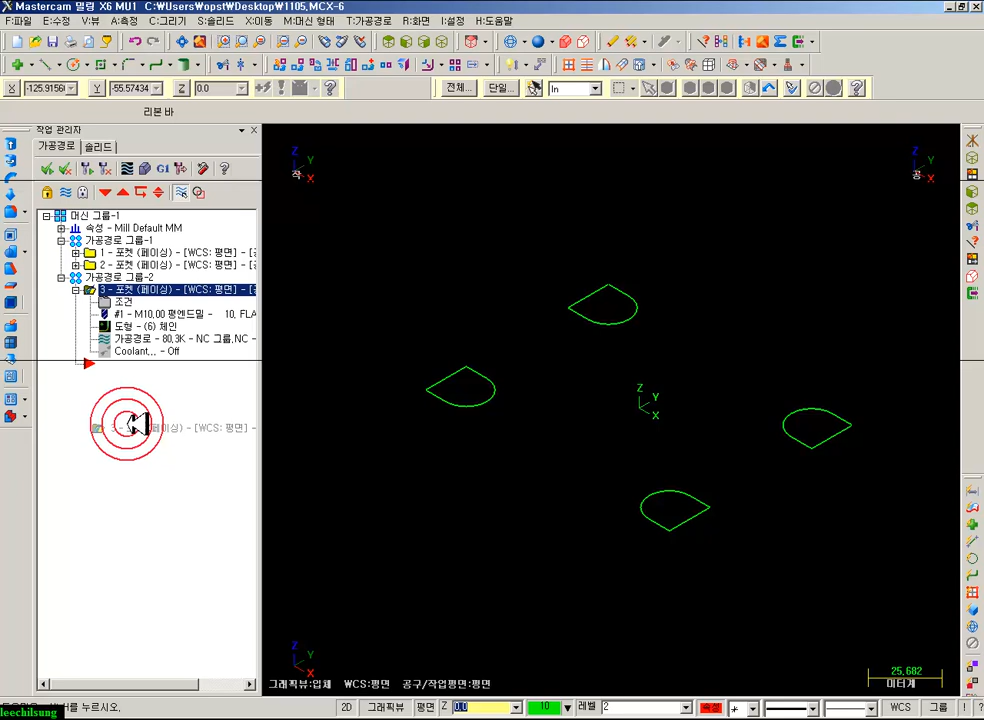 Mastercam 밀링 X6 MU1 C:\Users\opst\Desktop\1105,MCX-6
F:파일 E:수정 V:뷰 A:측정 C:그리기 S:솔리드 X:이동 M:머신 형태 T:가공경로 R:화면 I:설정 H:도움말
X -125.9156 Y -55.57434 Z 0.0 전체... 단일... In
리본 바
작업 관리자
가공경로 솔리드
G1
머신 그룹-1
속성 - Mill Default MM
가공경로 그룹-1
1 - 포켓 (페이싱) - [WCS: 평면] - [
2 - 포켓 (페이싱) - [WCS: 평면] - [
가공경로 그룹-2
3 - 포켓 (페이싱) - [WCS: 평면] - [
조건
#1 - M10,00 평엔드밀 - 10, FLA
도형 - (6) 체인
가공경로 - 80,3K - NC 그룹,NC
Coolant... - Off
Z Y X 작
Z Y X 공
Z Y X
Z Y X
25,682
그래픽뷰:입체 WCS:평면 공구/작업평면:평면 미터계
누르시오.
2D 그래픽뷰 평면 Z 0,0 10 레벨 2 속성 WCS 그룹 ! ?
leechilsung